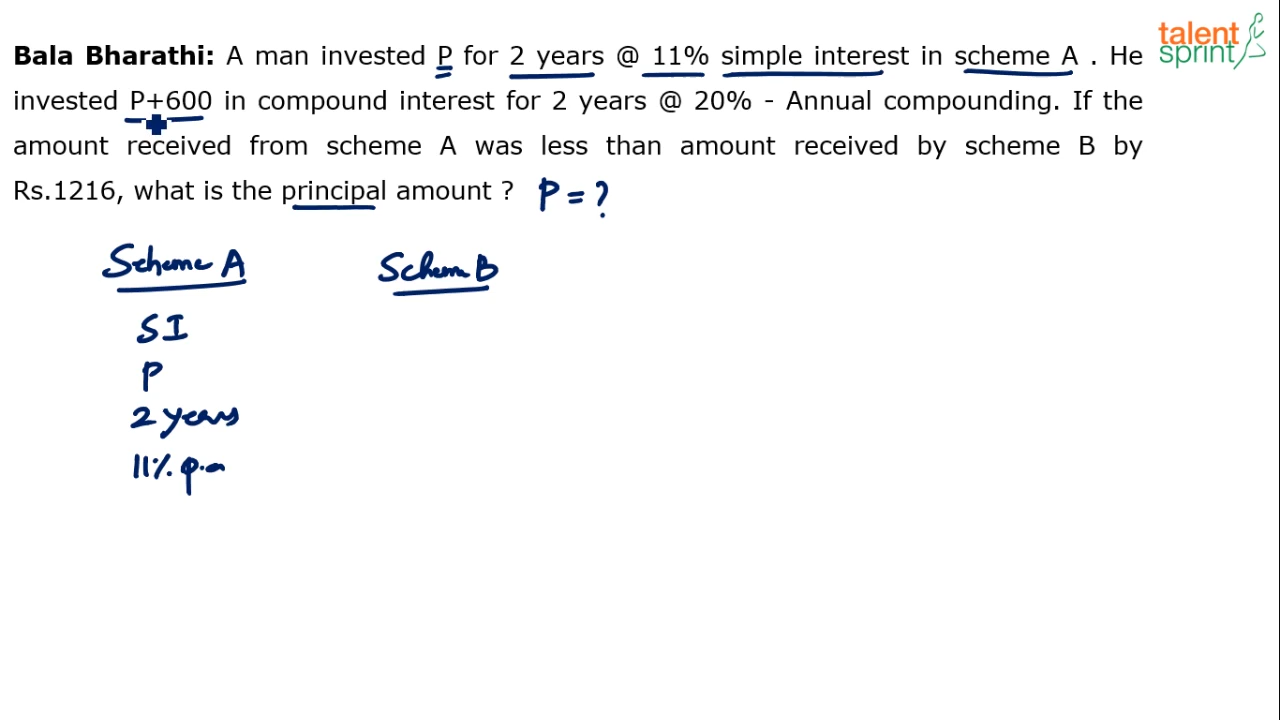 talent
sprint
Bala Bharathi: A man invested P for 2 years @ 11% simple interest in scheme A . He
invested P+600 in compound interest for 2 years @ 20% - Annual compounding. If the
amount received from scheme A was less than amount received by scheme B by
Rs.1216, what is the principal amount ? P = ?
Scheme A Scheme B
SI
P
2 years
11% p.a